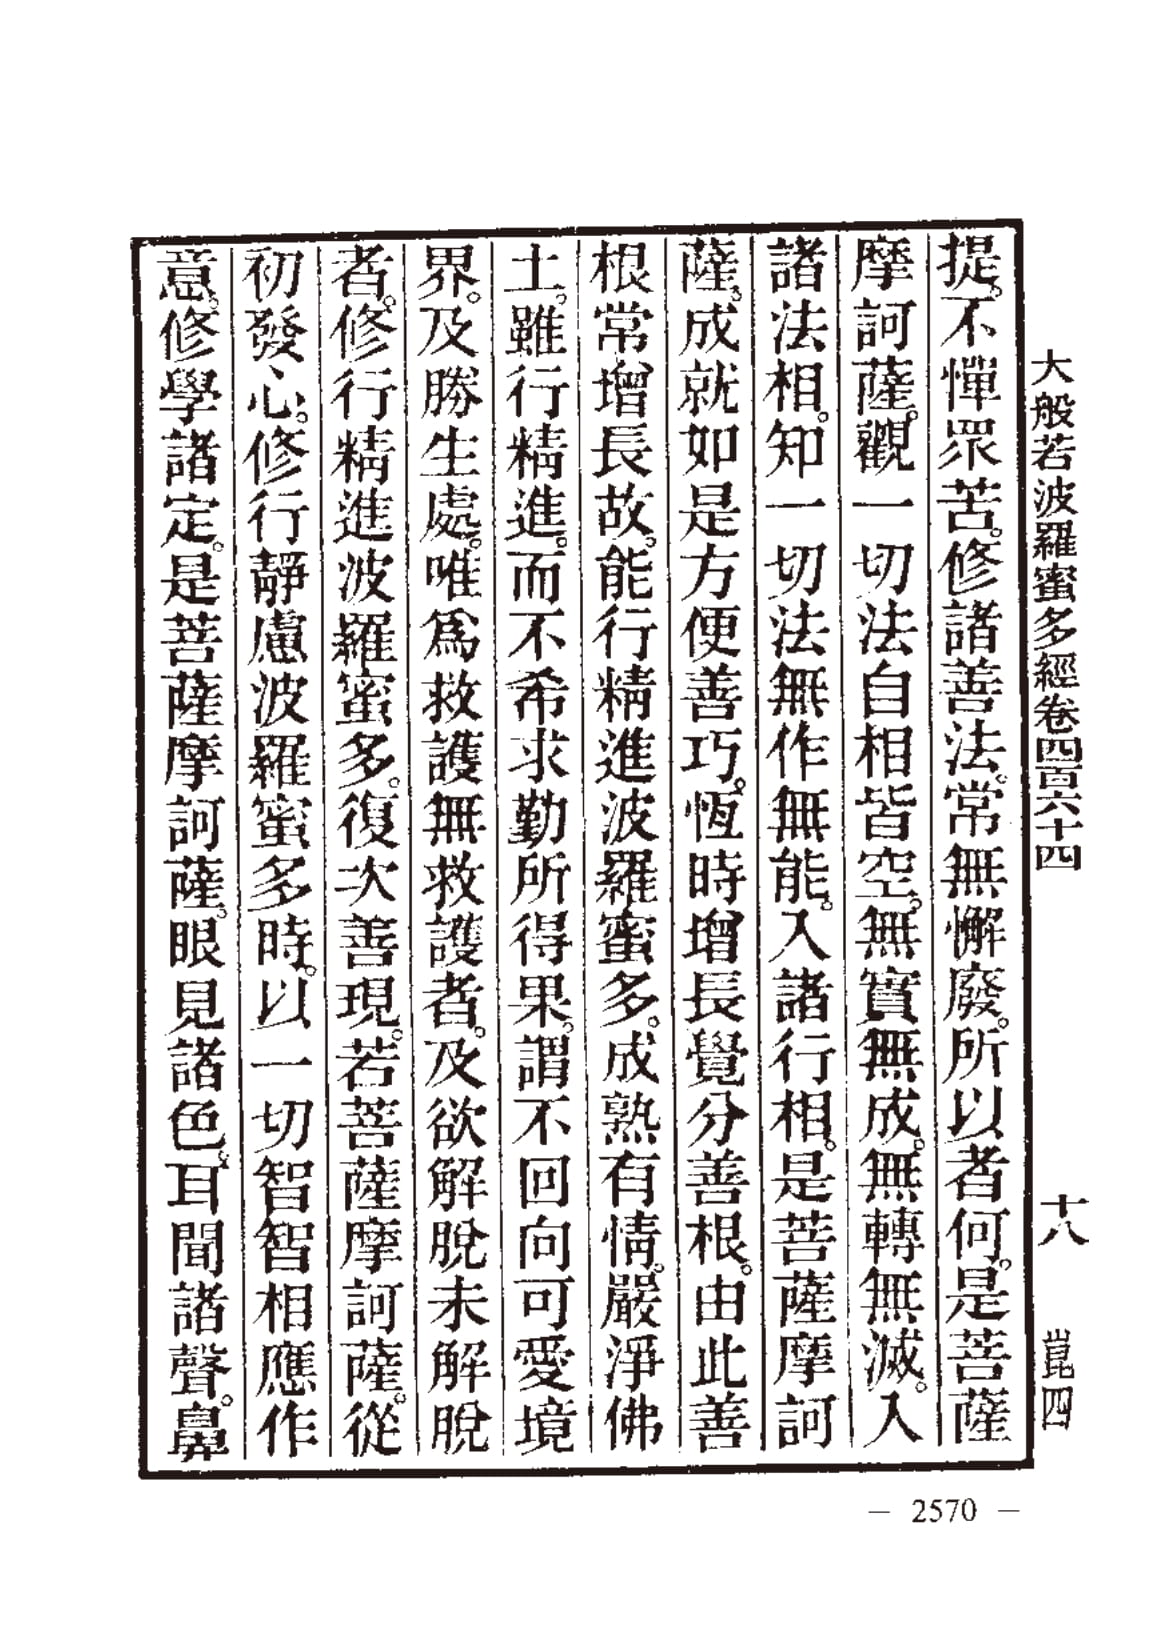 大般若波羅蜜多經卷四百六十四　十八　崑四
提。不憚眾苦。修諸善法。常無懈廢。所以者何。是菩薩
摩訶薩。觀一切法自相皆空。無實無成。無轉無滅。入
諸法相。知一切法無作無能。入諸行相。是菩薩摩訶
薩。成就如是方便善巧。恆時增長覺分善根。由此善
根常增長故。能行精進波羅蜜多。成熟有情。嚴淨佛
土。雖行精進。而不希求勤所得果。謂不回向可愛境
界。及勝生處。唯爲救護無救護者。及欲解脫未解脫
者。修行精進波羅蜜多。復次善現。若菩薩摩訶薩。從
初發心。修行靜慮波羅蜜多時。以一切智智相應作
意。修學諸定。是菩薩摩訶薩。眼見諸色。耳聞諸聲。鼻
— 2570 —